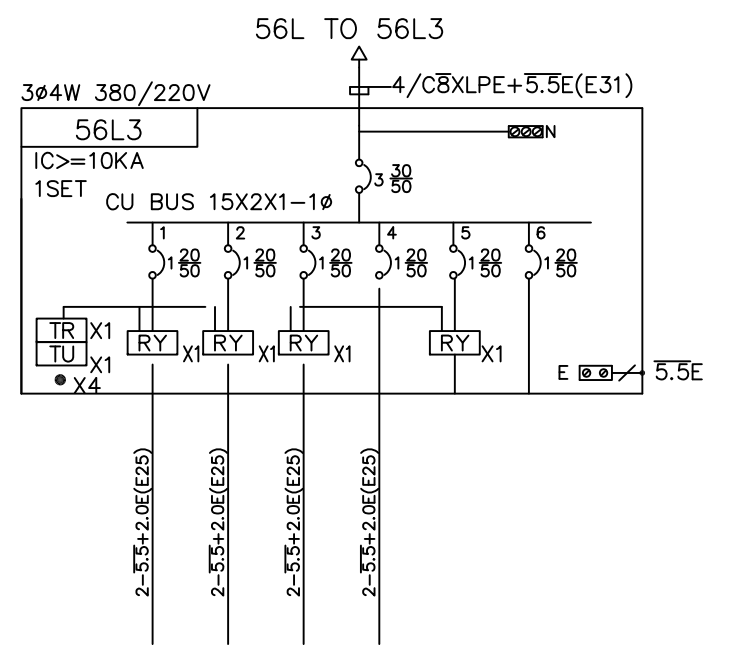 56L TO 56L3
4/C8XLPE+5.5E(E31)
3ø4W 380/220V
56L3
N
IC>=10KA
1SET
3 30/50
CU BUS 15X2X1-1ø
1 2 3 4 5 6
1 20/50 1 20/50 1 20/50 1 20/50 1 20/50 1 20/50
TR X1
RY X1 RY X1 RY X1 RY X1
TU X1
X4
E 5.5E
2-5.5+2.0E(E25)
2-5.5+2.0E(E25)
2-5.5+2.0E(E25)
2-5.5+2.0E(E25)